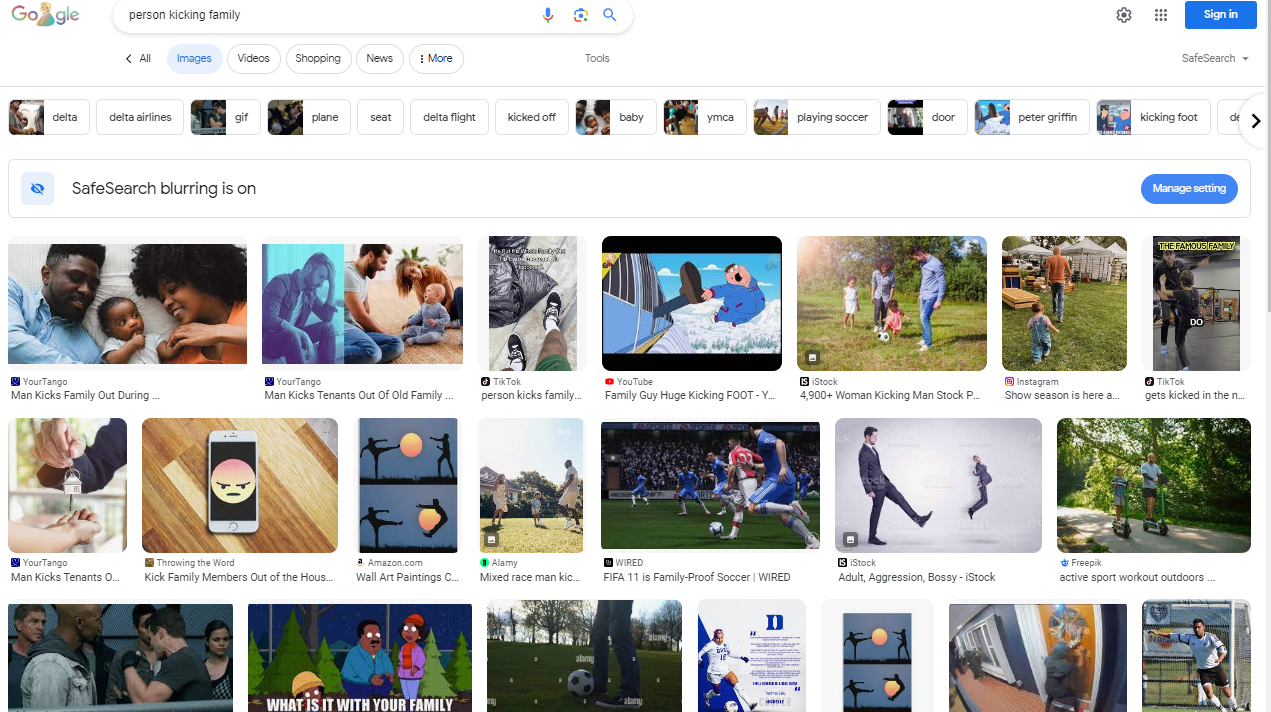 Google
person kicking family
Sign in
All
Images
Videos
Shopping
News
More
Tools
SafeSearch
delta
delta airlines
gif
plane
seat
delta flight
kicked off
baby
ymca
playing soccer
door
peter griffin
kicking foot
de
SafeSearch blurring is on
Manage setting
THE FAMOUS FAMILY
DO
YourTango
Man Kicks Family Out During ...
YourTango
Man Kicks Tenants Out Of Old Family ...
TikTok
person kicks family...
YouTube
Family Guy Huge Kicking FOOT - Y...
iStock
4,900+ Woman Kicking Man Stock P...
Instagram
Show season is here a...
TikTok
gets kicked in the n...
EA SPORTS
iStock
YourTango
Man Kicks Tenants O...
Throwing the Word
Kick Family Members Out of the Hous...
Amazon.com
Wall Art Paintings C...
Alamy
Mixed race man kic...
WIRED
FIFA 11 is Family-Proof Soccer | WIRED
iStock
Adult, Aggression, Bossy - iStock
Freepik
active sport workout outdoors ...
WHAT IS IT WITH YOUR FAMILY
alamy
D
DUKE